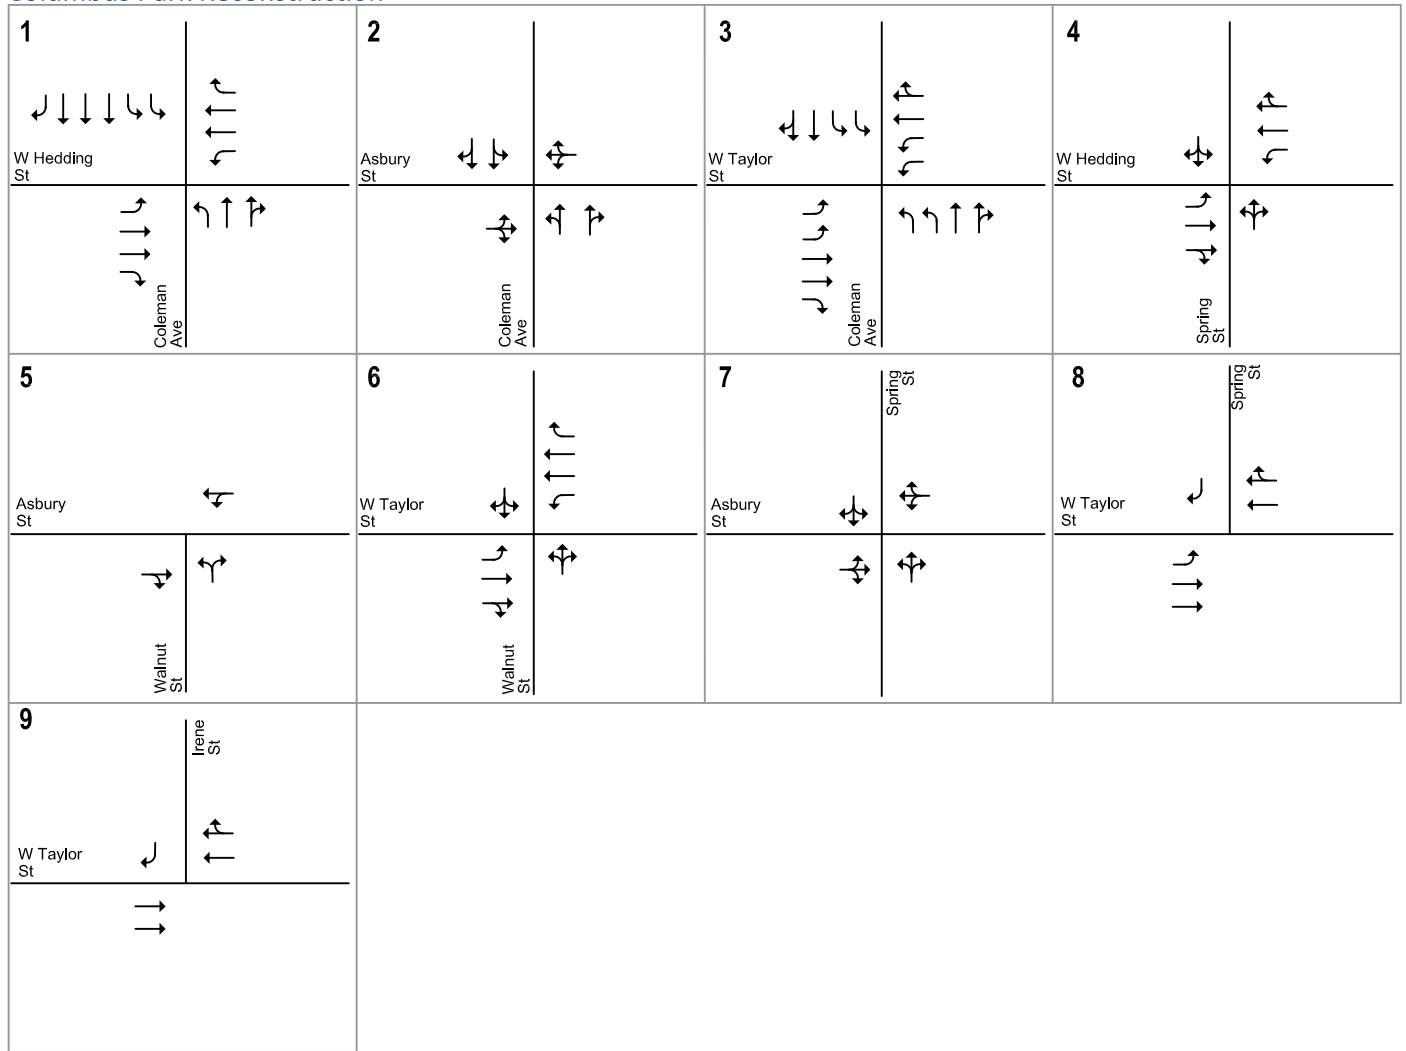 1
2
3
4
W Hedding
St
Coleman
Ave
Asbury
St
Coleman
Ave
W Taylor
St
Coleman
Ave
W Hedding
St
Spring
St
5
6
7
8
Asbury
St
Walnut
St
W Taylor
St
Walnut
St
Spring
St
Asbury
St
Spring
St
W Taylor
St
9
Irene
St
W Taylor
St